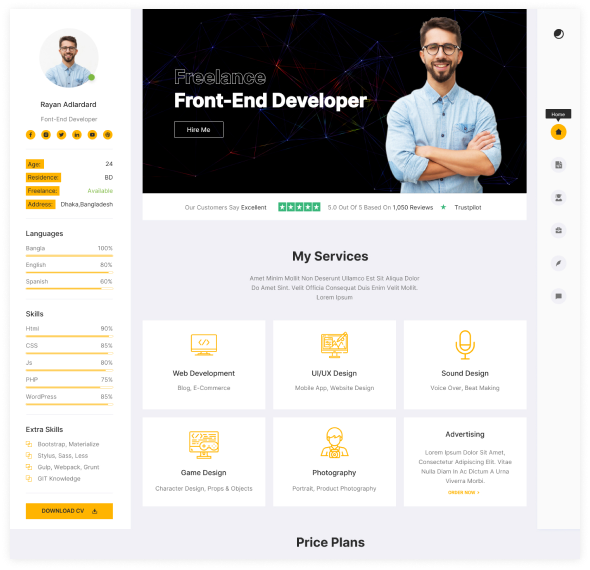 Rayan Adlardard
Font-End Developer
Age:
24
Residence:
BD
Freelance:
Available
Address:
Dhaka,Bangladesh
Languages
Bangla
100%
English
80%
Spanish
60%
Skills
Html
90%
CSS
85%
Js
80%
PHP
75%
WordPress
85%
Extra Skills
Bootstrap, Materialize
Stylus, Sass, Less
Gulp, Webpack, Grunt
GIT Knowledge
DOWNLOAD CV
Freelance
Front-End Developer
Hire Me
Our Customers Say Excellent
5.0 Out Of 5 Based On 1,050 Reviews
Trustpilot
My Services
Amet Minim Mollit Non Deserunt Ullamco Est Sit Aliqua Dolor
Do Amet Sint. Velit Officia Consequat Duis Enim Velit Mollit.
Lorem Ipsum
Web Development
Blog, E-Commerce
UI/UX Design
Mobile App, Website Design
Sound Design
Voice Over, Beat Making
Game Design
Character Design, Props & Objects
Photography
Portrait, Product Photography
Advertising
Lorem Ipsum Dolor Sit Amet,
Consectetur Adipiscing Elit. Vitae
Nulla Diam In Ac Dictum A Urna
Viverra Morbi.
ORDER NOW >
Price Plans
Home